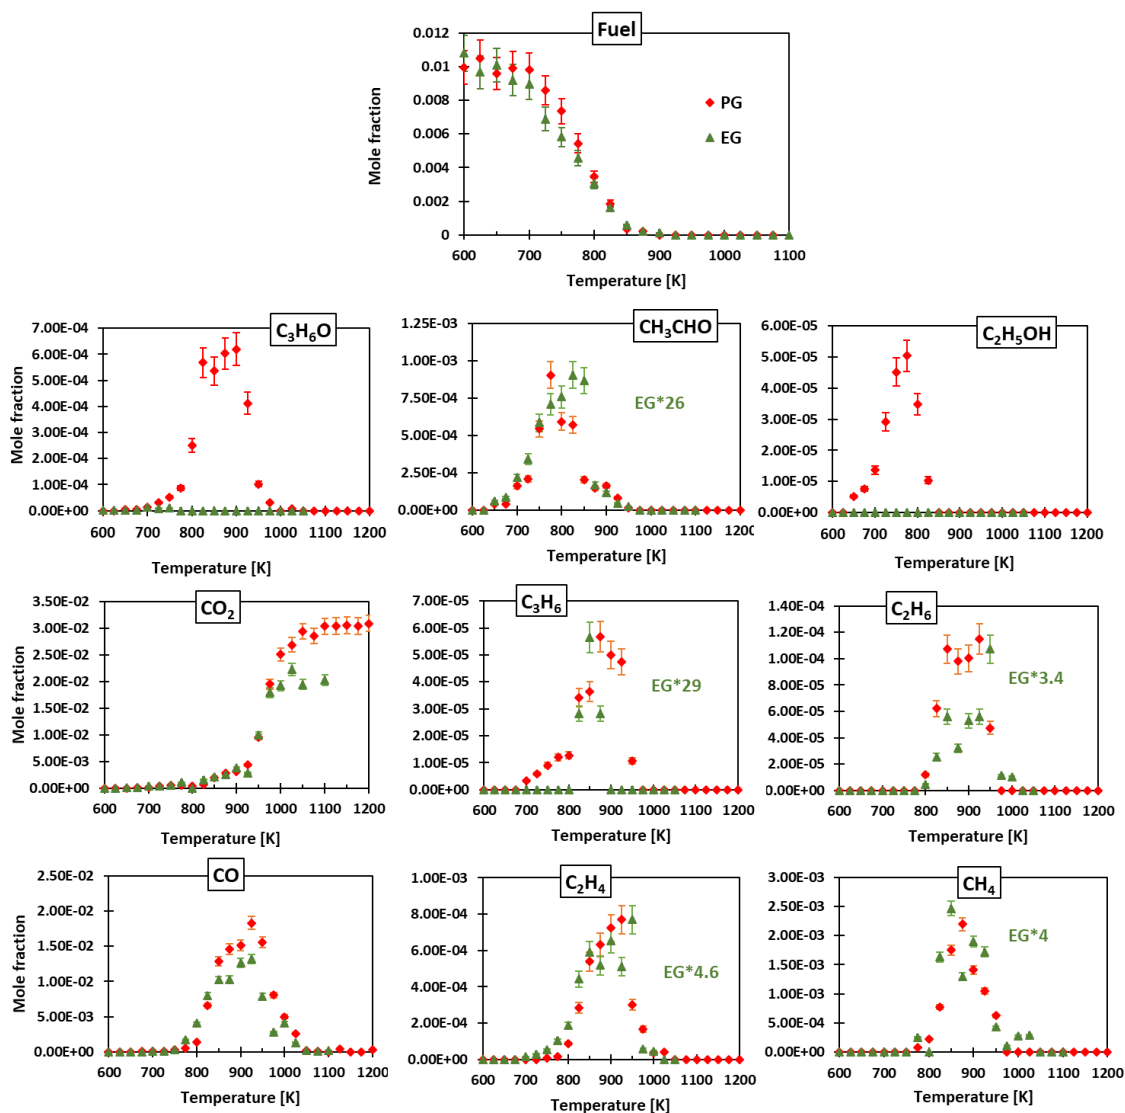 Fuel
0.012
0.01
0.008
0.006
0.004
0.002
0
Mole fraction
PG
EG
600 700 800 900 1000 1100
Temperature [K]
C₃H₆O
7.00E-04
6.00E-04
5.00E-04
4.00E-04
3.00E-04
2.00E-04
1.00E-04
0.00E+00
Mole fraction
600 700 800 900 1000 1100 1200
Temperature [K]
CH₃CHO
1.25E-03
1.00E-03
7.50E-04
5.00E-04
2.50E-04
0.00E+00
EG*26
600 700 800 900 1000 1100 1200
Temperature [K]
C₂H₅OH
6.00E-05
5.00E-05
4.00E-05
3.00E-05
2.00E-05
1.00E-05
0.00E+00
600 700 800 900 1000 1100 1200
Temperature [K]
CO₂
3.50E-02
3.00E-02
2.50E-02
2.00E-02
1.50E-02
1.00E-02
5.00E-03
0.00E+00
Mole fraction
600 700 800 900 1000 1100 1200
Temperature [K]
C₃H₆
7.00E-05
6.00E-05
5.00E-05
4.00E-05
3.00E-05
2.00E-05
1.00E-05
0.00E+00
EG*29
600 700 800 900 1000 1100 1200
Temperature [K]
C₂H₆
1.40E-04
1.20E-04
1.00E-04
8.00E-05
6.00E-05
4.00E-05
2.00E-05
0.00E+00
EG*3.4
600 700 800 900 1000 1100 1200
Temperature [K]
CO
2.50E-02
2.00E-02
1.50E-02
1.00E-02
5.00E-03
0.00E+00
Mole fraction
600 700 800 900 1000 1100 1200
Temperature [K]
C₂H₄
1.00E-03
8.00E-04
6.00E-04
4.00E-04
2.00E-04
0.00E+00
EG*4.6
600 700 800 900 1000 1100 1200
Temperature [K]
CH₄
3.00E-03
2.50E-03
2.00E-03
1.50E-03
1.00E-03
5.00E-04
0.00E+00
EG*4
600 700 800 900 1000 1100 1200
Temperature [K]